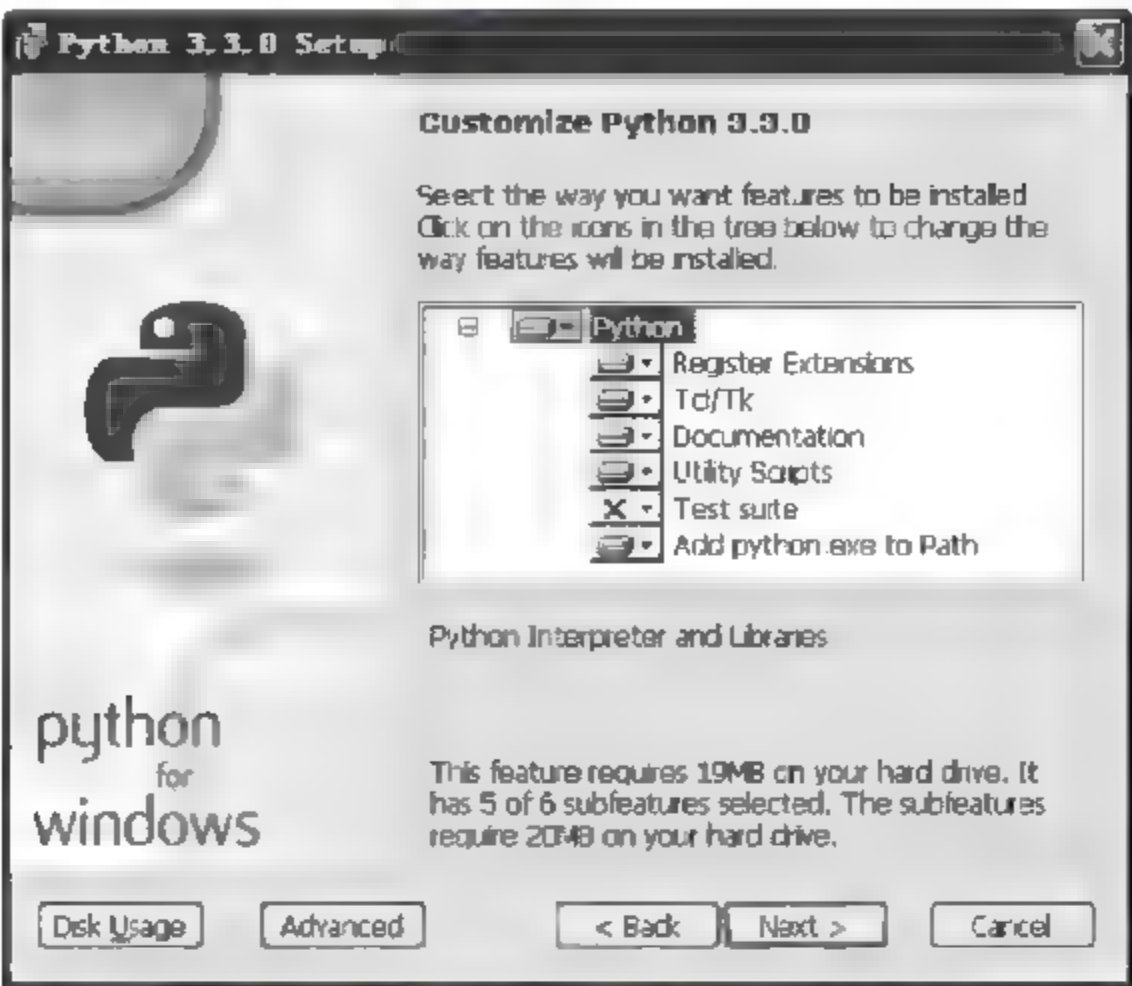 Python 3.3.0 Setup
Customize Python 3.3.0
Select the way you want features to be installed
Click on the icons in the tree below to change the
way features will be installed.
Python
Register Extensions
Tcl/Tk
Documentation
Utility Scripts
Test suite
Add python.exe to Path
Python Interpreter and Libraries
This feature requires 19MB on your hard drive. It
has 5 of 6 subfeatures selected. The subfeatures
require 20MB on your hard drive.
python
for
windows
Disk Usage
Advanced
< Back
Next >
Cancel